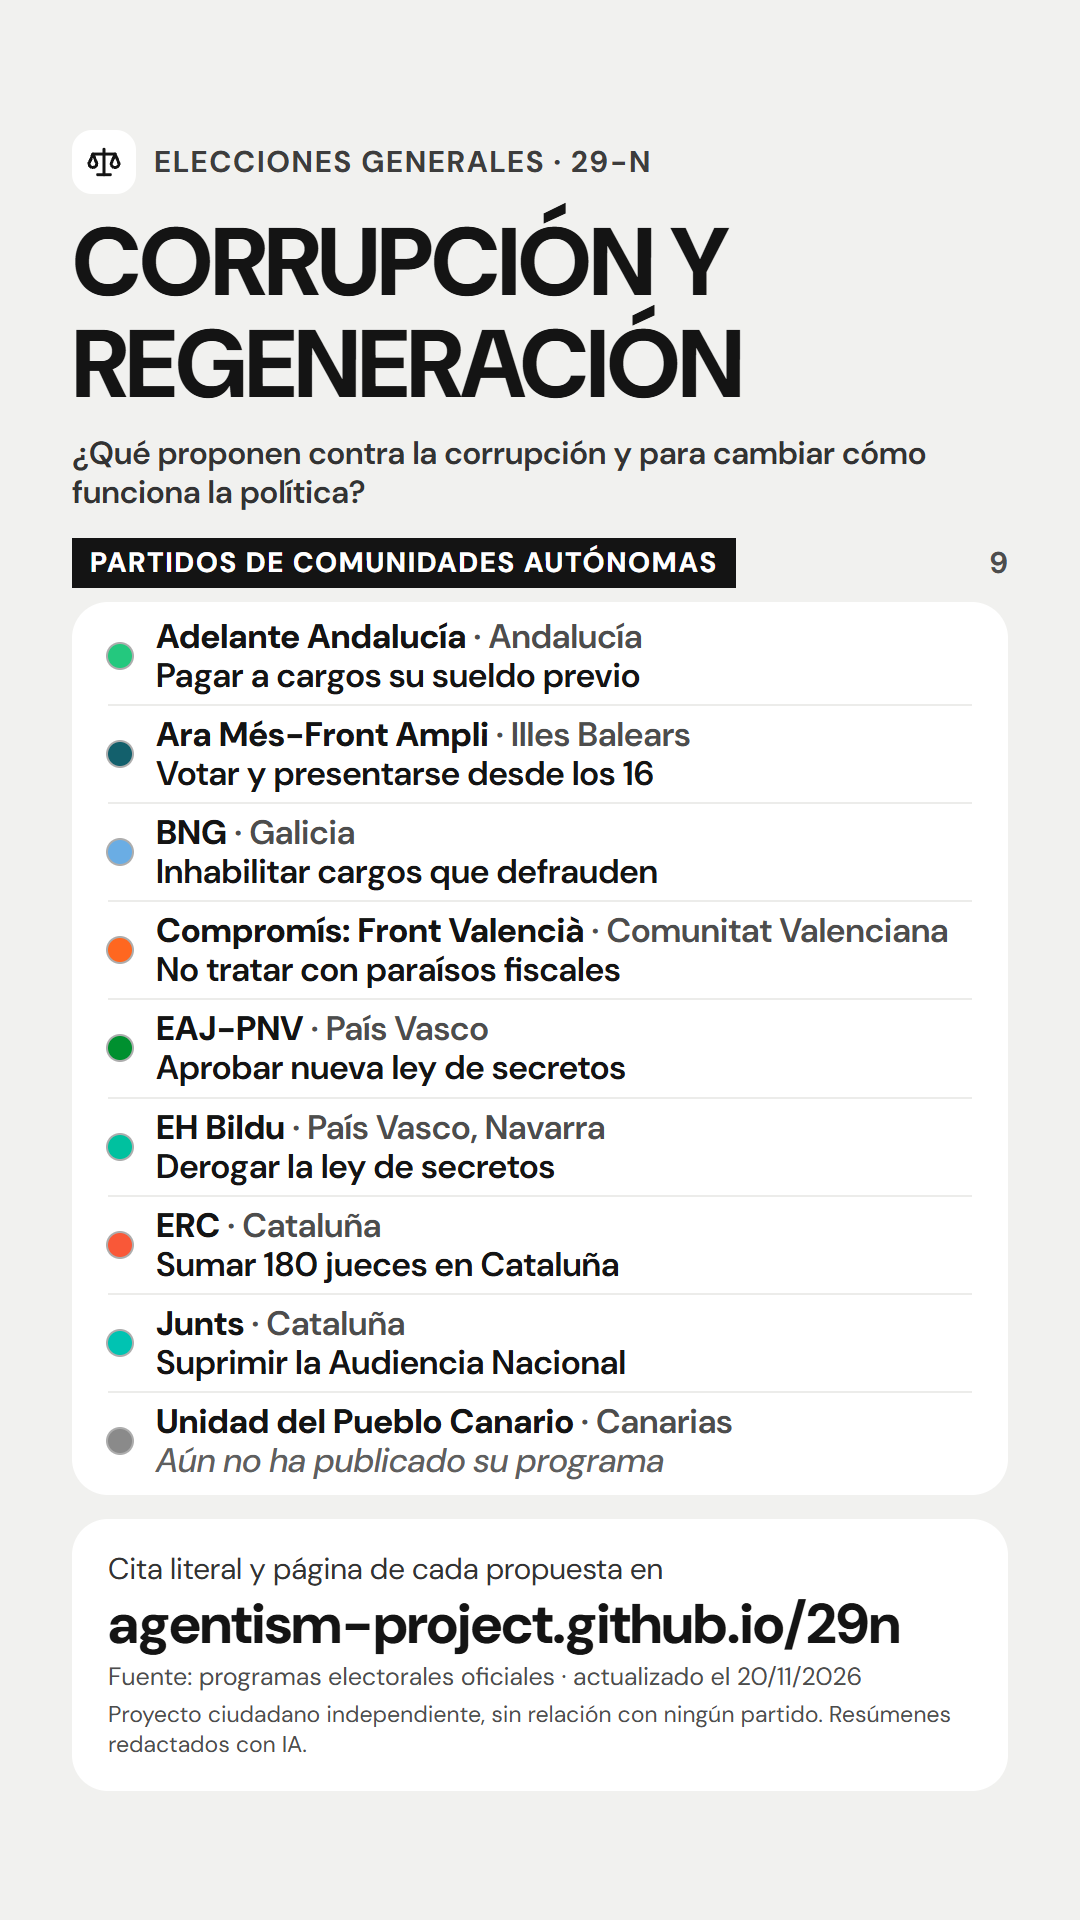 ELECCIONES GENERALES · 29-N
CORRUPCIÓN Y
REGENERACIÓN
¿Qué proponen contra la corrupción y para cambiar cómo
funciona la política?
PARTIDOS DE COMUNIDADES AUTÓNOMAS 9
Adelante Andalucía · Andalucía
Pagar a cargos su sueldo previo
Ara Més-Front Ampli · Illes Balears
Votar y presentarse desde los 16
BNG · Galicia
Inhabilitar cargos que defrauden
Compromís: Front Valencià · Comunitat Valenciana
No tratar con paraísos fiscales
EAJ-PNV · País Vasco
Aprobar nueva ley de secretos
EH Bildu · País Vasco, Navarra
Derogar la ley de secretos
ERC · Cataluña
Sumar 180 jueces en Cataluña
Junts · Cataluña
Suprimir la Audiencia Nacional
Unidad del Pueblo Canario · Canarias
Aún no ha publicado su programa
Cita literal y página de cada propuesta en
agentism-project.github.io/29n
Fuente: programas electorales oficiales · actualizado el 20/11/2026
Proyecto ciudadano independiente, sin relación con ningún partido. Resúmenes
redactados con IA.